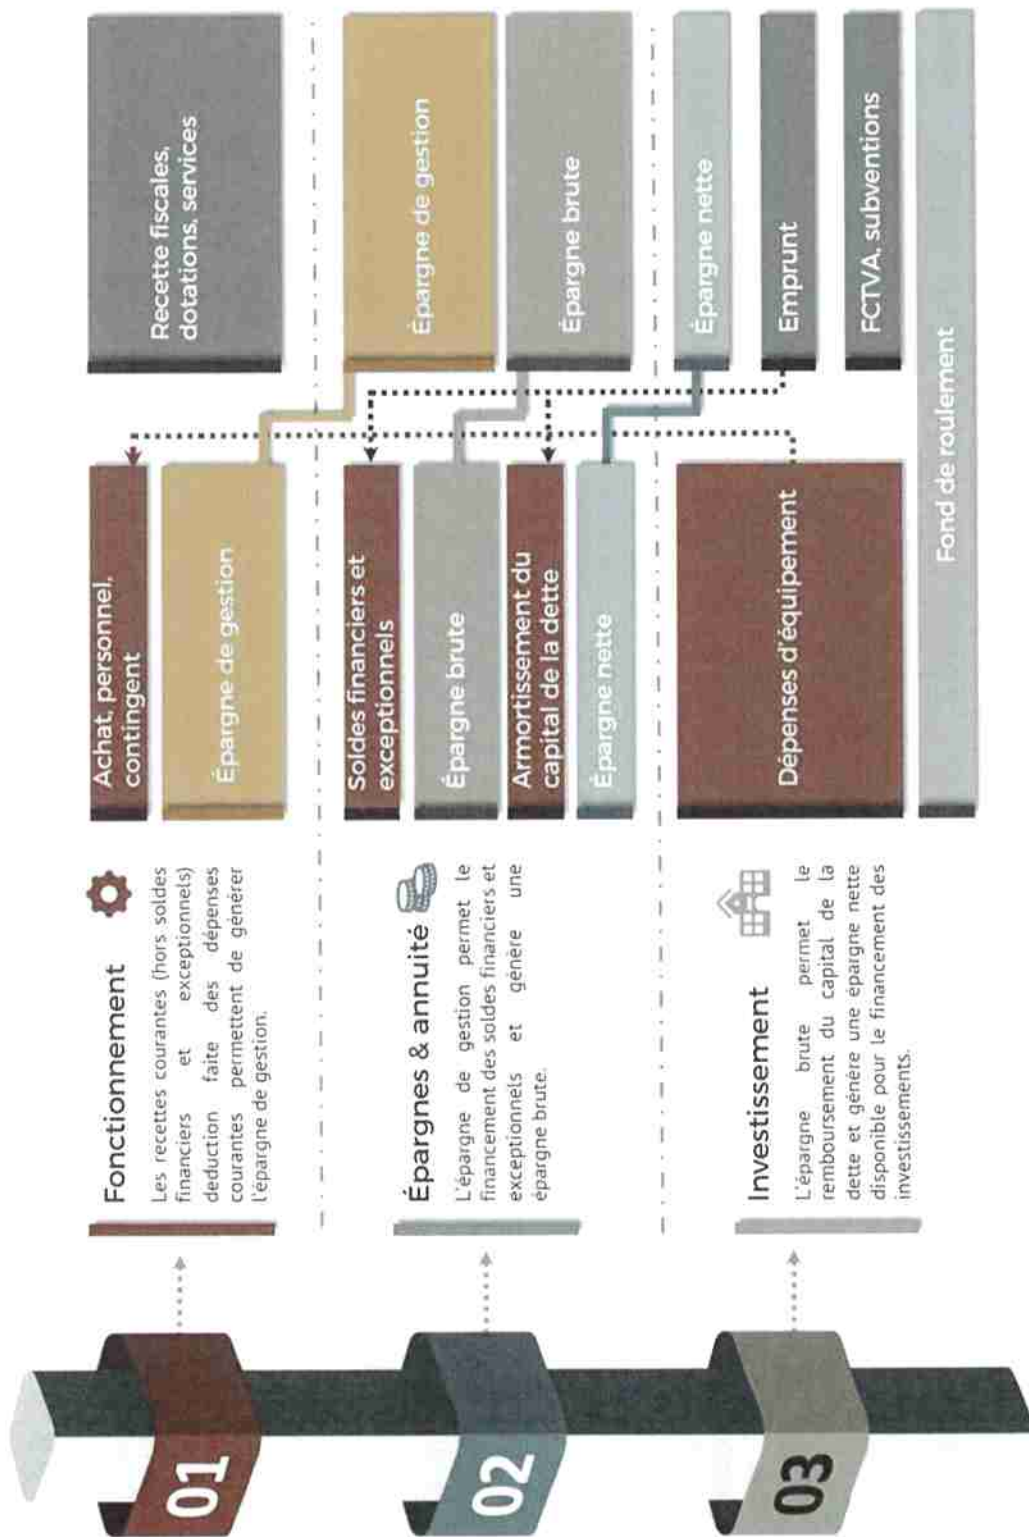 01
Fonctionnement
Les recettes courantes (hors soldes
financiers et exceptionnels)
deduction faite des dépenses
courantes permettent de générer
l'épargne de gestion.
Achat, personnel,
contingent
Épargne de gestion
Recette fiscales,
dotations, services
02
Épargnes & annuité
L'épargne de gestion permet le
financement des soldes financiers et
exceptionnels et génère une
épargne brute.
Soldes financiers et
exceptionnels
Épargne brute
Armortissement du
capital de la dette
Épargne nette
Épargne de gestion
Épargne brute
03
Investissement
L'épargne brute permet le
remboursement du capital de la
dette et génère une épargne nette
disponible pour le financement des
investissements.
Dépenses d'équipement
Épargne nette
Emprunt
FCTVA, subventions
Fond de roulement